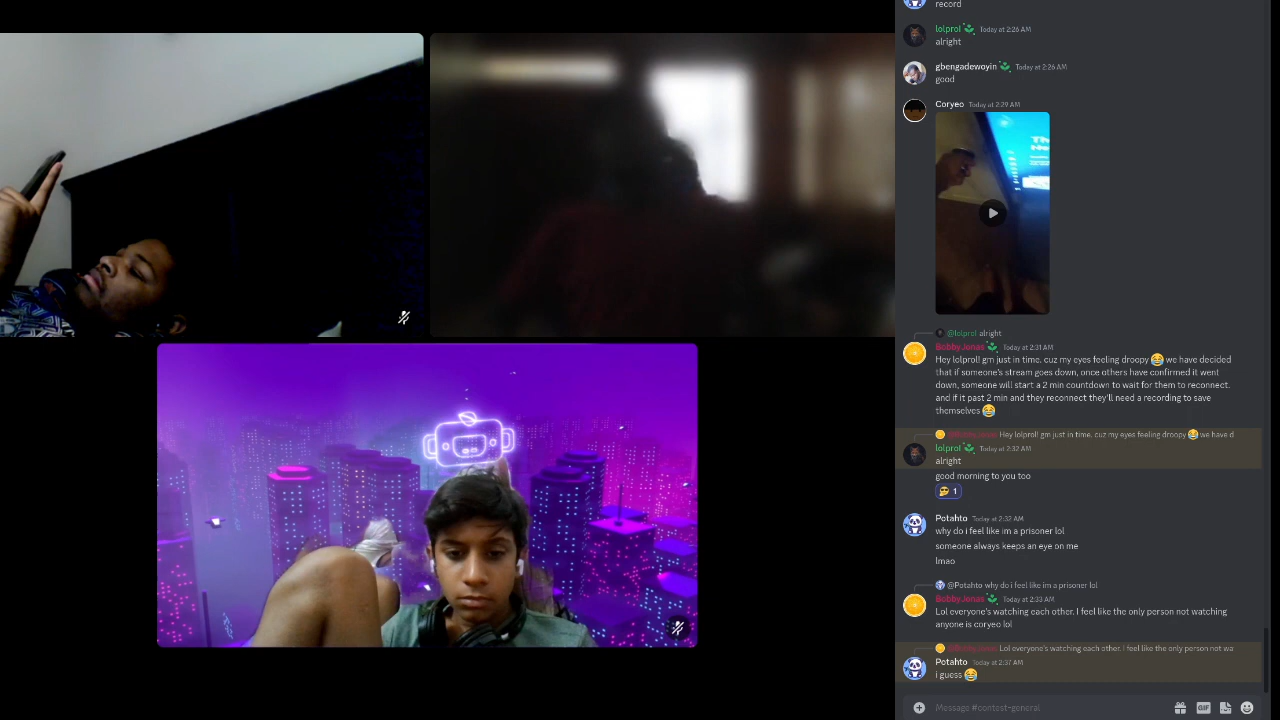 record
lolprol Today at 2:26 AM
alright
gbengadewoyin Today at 2:26 AM
good
Coryeo Today at 2:29 AM
@lolprol alright
BobbyJonas Today at 2:31 AM
Hey lolprol! gm just in time. cuz my eyes feeling droopy 😂 we have decided
that if someone's stream goes down, once others have confirmed it went
down, someone will start a 2 min countdown to wait for them to reconnect.
and if it past 2 min and they reconnect they'll need a recording to save
themselves 😂
Hey lolprol! gm just in time. cuz my eyes feeling droopy 😂 we have d
lolprol Today at 2:32 AM
alright
good morning to you too
1
Potahto Today at 2:32 AM
why do i feel like im a prisoner lol
someone always keeps an eye on me
lmao
@Potahto why do i feel like im a prisoner lol
BobbyJonas Today at 2:33 AM
Lol everyone's watching each other. I feel like the only person not watching
anyone is coryeo lol
Lol everyone's watching each other. I feel like the only person not wa
Potahto Today at 2:37 AM
i guess 😂
Message #contest-general
GIF